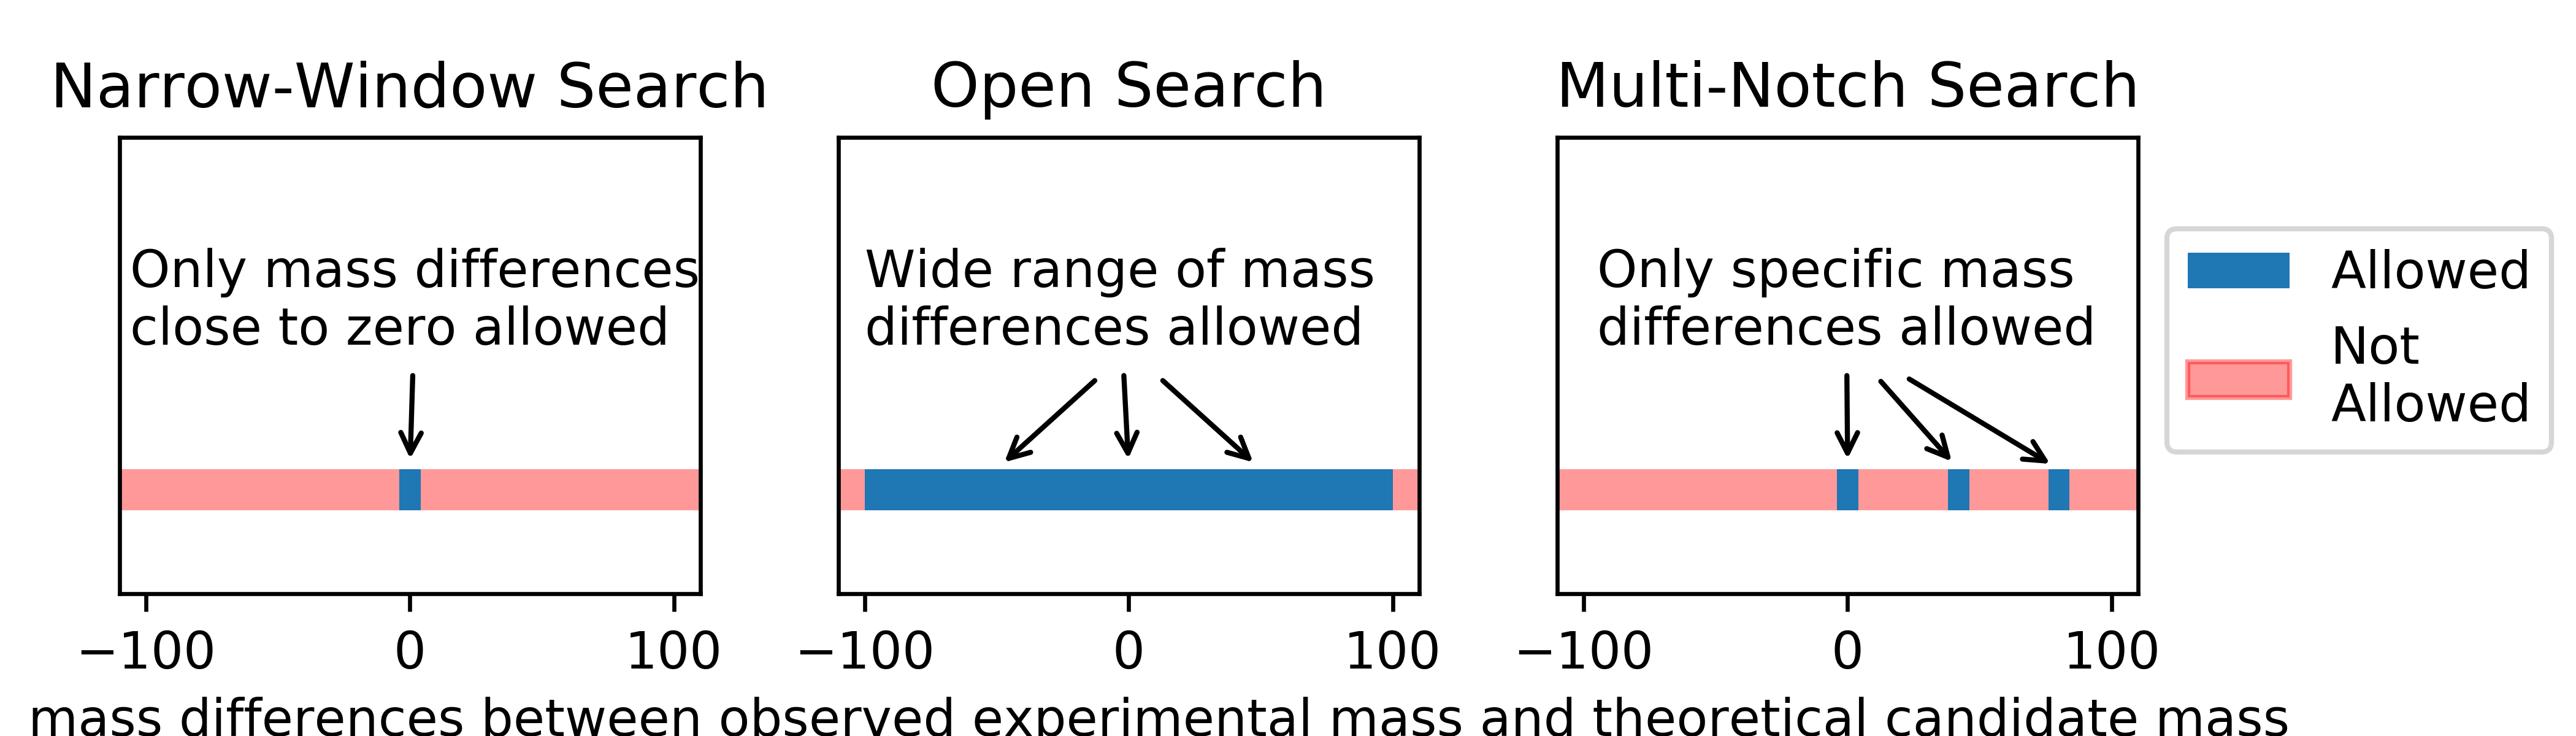 Narrow-Window Search
Open Search
Multi-Notch Search
Only mass differences
close to zero allowed
Wide range of mass
differences allowed
Only specific mass
differences allowed
Allowed
Not
Allowed
−100 0 100
−100 0 100
−100 0 100
mass differences between observed experimental mass and theoretical candidate mass